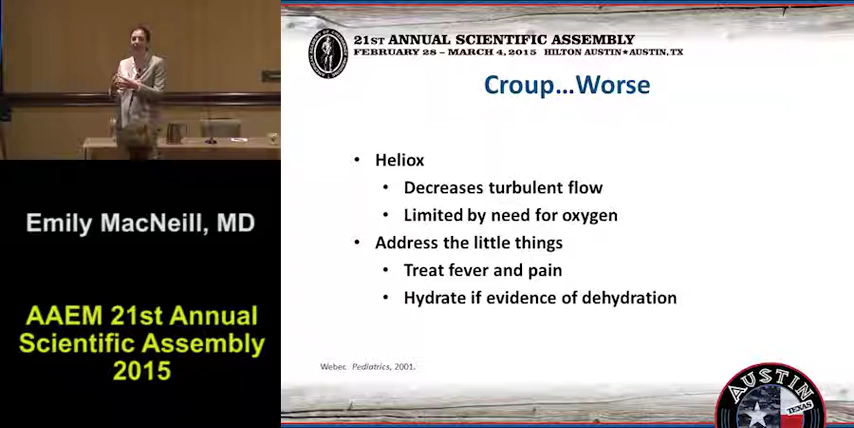 21ST ANNUAL SCIENTIFIC ASSEMBLY
FEBRUARY 28 – MARCH 4, 2015 HILTON AUSTIN★AUSTIN, TX
Croup...Worse
• Heliox
• Decreases turbulent flow
• Limited by need for oxygen
• Address the little things
• Treat fever and pain
• Hydrate if evidence of dehydration
Weber. Pediatrics, 2001.
Emily MacNeill, MD
AAEM 21st Annual
Scientific Assembly
2015
AUSTIN
TEXAS